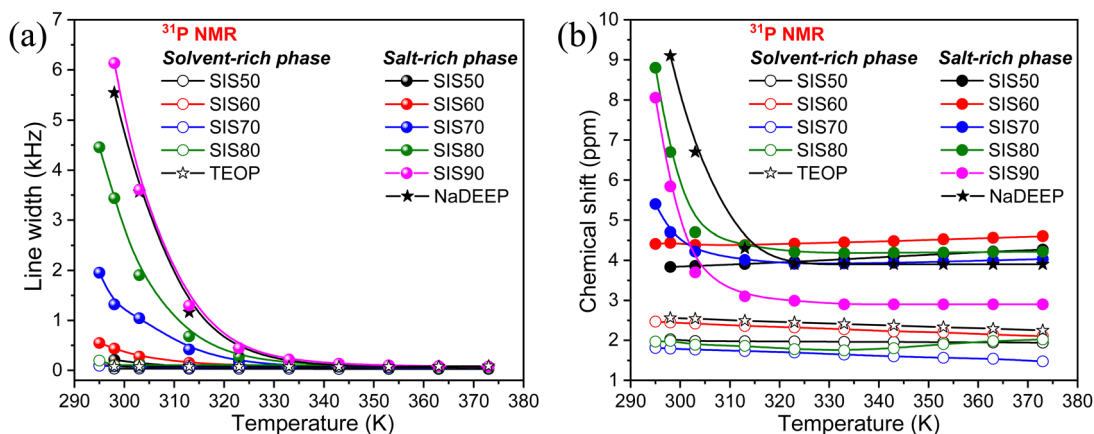 (a)
³¹P NMR
Solvent-rich phase Salt-rich phase
SIS50 SIS50
SIS60 SIS60
SIS70 SIS70
SIS80 SIS80
TEOP SIS90
NaDEEP
Line width (kHz)
7
6
5
4
3
2
1
0
290 300 310 320 330 340 350 360 370 380
Temperature (K)
(b)
³¹P NMR
Solvent-rich phase Salt-rich phase
SIS50 SIS50
SIS60 SIS60
SIS70 SIS70
SIS80 SIS80
TEOP SIS90
NaDEEP
Chemical shift (ppm)
10
9
8
7
6
5
4
3
2
1
290 300 310 320 330 340 350 360 370 380
Temperature (K)